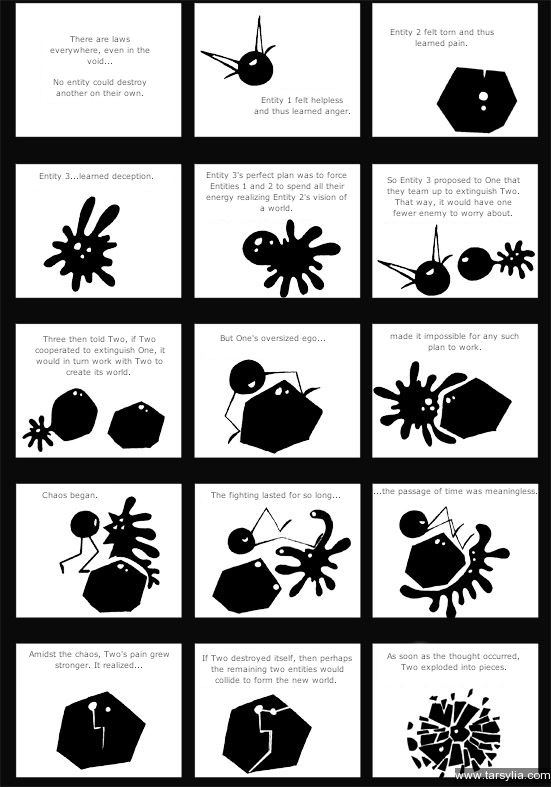 There are laws
everywhere, even in the
void...
No entity could destroy
another on their own.
Entity 1 felt helpless
and thus learned anger.
Entity 2 felt torn and thus
learned pain.
Entity 3...learned deception.
Entity 3's perfect plan was to force
Entities 1 and 2 to spend all their
energy realizing Entity 2's vision of
a world.
So Entity 3 proposed to One that
they team up to extinguish Two.
That way, it would have one
fewer enemy to worry about.
Three then told Two, if Two
cooperated to extinguish One, it
would in turn work with Two to
create its world.
But One's oversized ego...
made it impossible for any such
plan to work.
Chaos began.
The fighting lasted for so long...
...the passage of time was meaningless.
Amidst the chaos, Two's pain grew
stronger. It realized...
If Two destroyed itself, then perhaps
the remaining two entities would
collide to form the new world.
As soon as the thought occurred,
Two exploded into pieces.
www.tarsylia.com